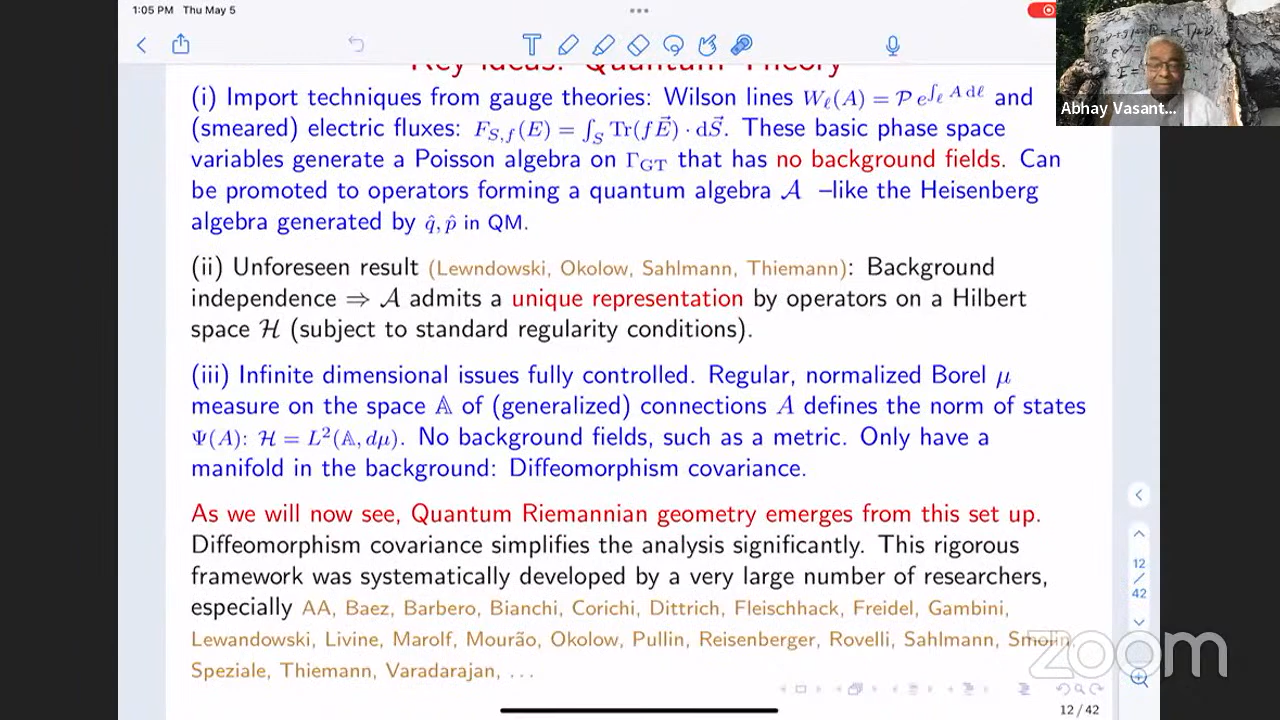 1:05 PM Thu May 5
Key Ideas: Quantum Theory
(i) Import techniques from gauge theories: Wilson lines W_ℓ(A) = 𝒫 e^{∫_ℓ A dℓ} and
(smeared) electric fluxes: F_{S,f}(E) = ∫_S Tr(f E⃗) · dS⃗. These basic phase space
variables generate a Poisson algebra on Γ_GT that has no background fields. Can
be promoted to operators forming a quantum algebra 𝒜 –like the Heisenberg
algebra generated by q̂, p̂ in QM.
(ii) Unforeseen result (Lewndowski, Okolow, Sahlmann, Thiemann): Background
independence ⇒ 𝒜 admits a unique representation by operators on a Hilbert
space ℋ (subject to standard regularity conditions).
(iii) Infinite dimensional issues fully controlled. Regular, normalized Borel μ
measure on the space 𝔸 of (generalized) connections A defines the norm of states
Ψ(A): ℋ = L²(𝔸, dμ). No background fields, such as a metric. Only have a
manifold in the background: Diffeomorphism covariance.
As we will now see, Quantum Riemannian geometry emerges from this set up.
Diffeomorphism covariance simplifies the analysis significantly. This rigorous
framework was systematically developed by a very large number of researchers,
especially AA, Baez, Barbero, Bianchi, Corichi, Dittrich, Fleischhack, Freidel, Gambini,
Lewandowski, Livine, Marolf, Mourão, Okolow, Pullin, Reisenberger, Rovelli, Sahlmann, Smolin,
Speziale, Thiemann, Varadarajan, ...
12 / 42
Abhay Vasant...
12
/
42
zoom